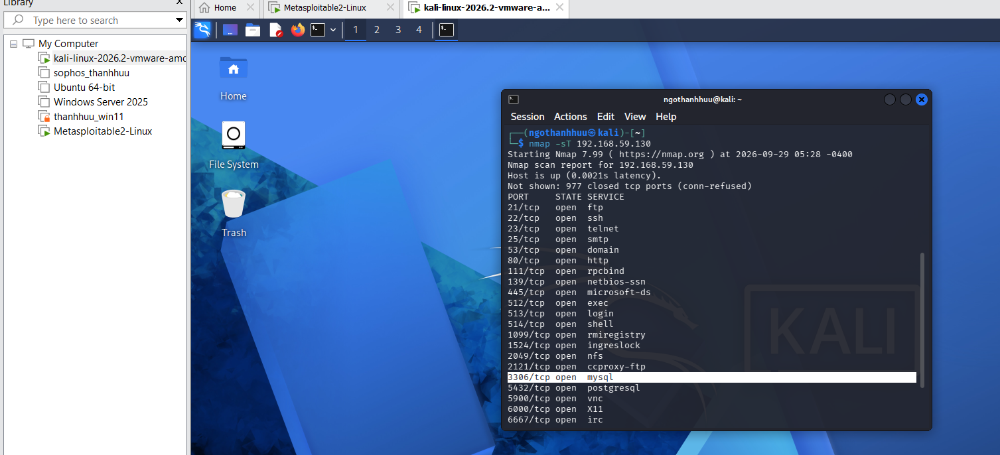 Library
Type here to search
My Computer
kali-linux-2026.2-vmware-amc
sophos_thanhhuu
Ubuntu 64-bit
Windows Server 2025
thanhhuu_win11
Metasploitable2-Linux
Home
Metasploitable2-Linux
kali-linux-2026.2-vmware-a...
1 2 3 4
Home
File System
Trash
ngothanhhuu@kali: ~
Session Actions Edit View Help
┌──(ngothanhhuu㉿kali)-[~]
└─$ nmap -sT 192.168.59.130
Starting Nmap 7.99 ( https://nmap.org ) at 2026-09-29 05:28 -0400
Nmap scan report for 192.168.59.130
Host is up (0.0021s latency).
Not shown: 977 closed tcp ports (conn-refused)
PORT     STATE SERVICE
21/tcp   open  ftp
22/tcp   open  ssh
23/tcp   open  telnet
25/tcp   open  smtp
53/tcp   open  domain
80/tcp   open  http
111/tcp  open  rpcbind
139/tcp  open  netbios-ssn
445/tcp  open  microsoft-ds
512/tcp  open  exec
513/tcp  open  login
514/tcp  open  shell
1099/tcp open  rmiregistry
1524/tcp open  ingreslock
2049/tcp open  nfs
2121/tcp open  ccproxy-ftp
3306/tcp open  mysql
5432/tcp open  postgresql
5900/tcp open  vnc
6000/tcp open  X11
6667/tcp open  irc
KALI